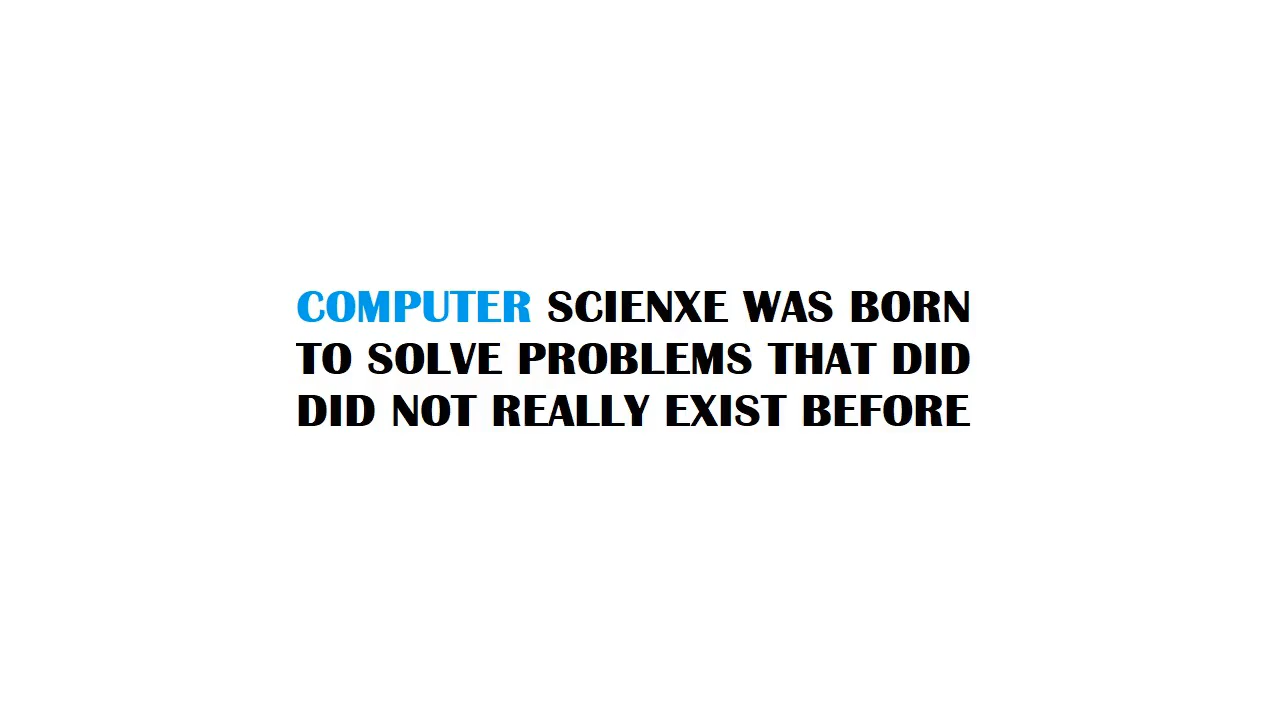 COMPUTER SCIENXE WAS BORN
TO SOLVE PROBLEMS THAT DID
DID NOT REALLY EXIST BEFORE